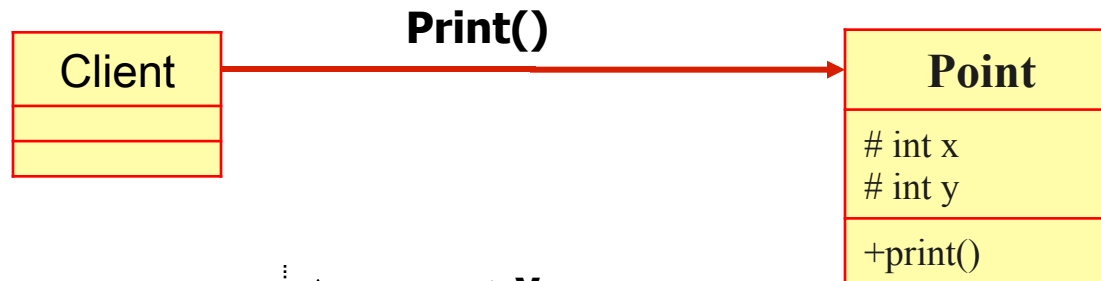 Print()
Client
Point
# int x
# int y
+print()